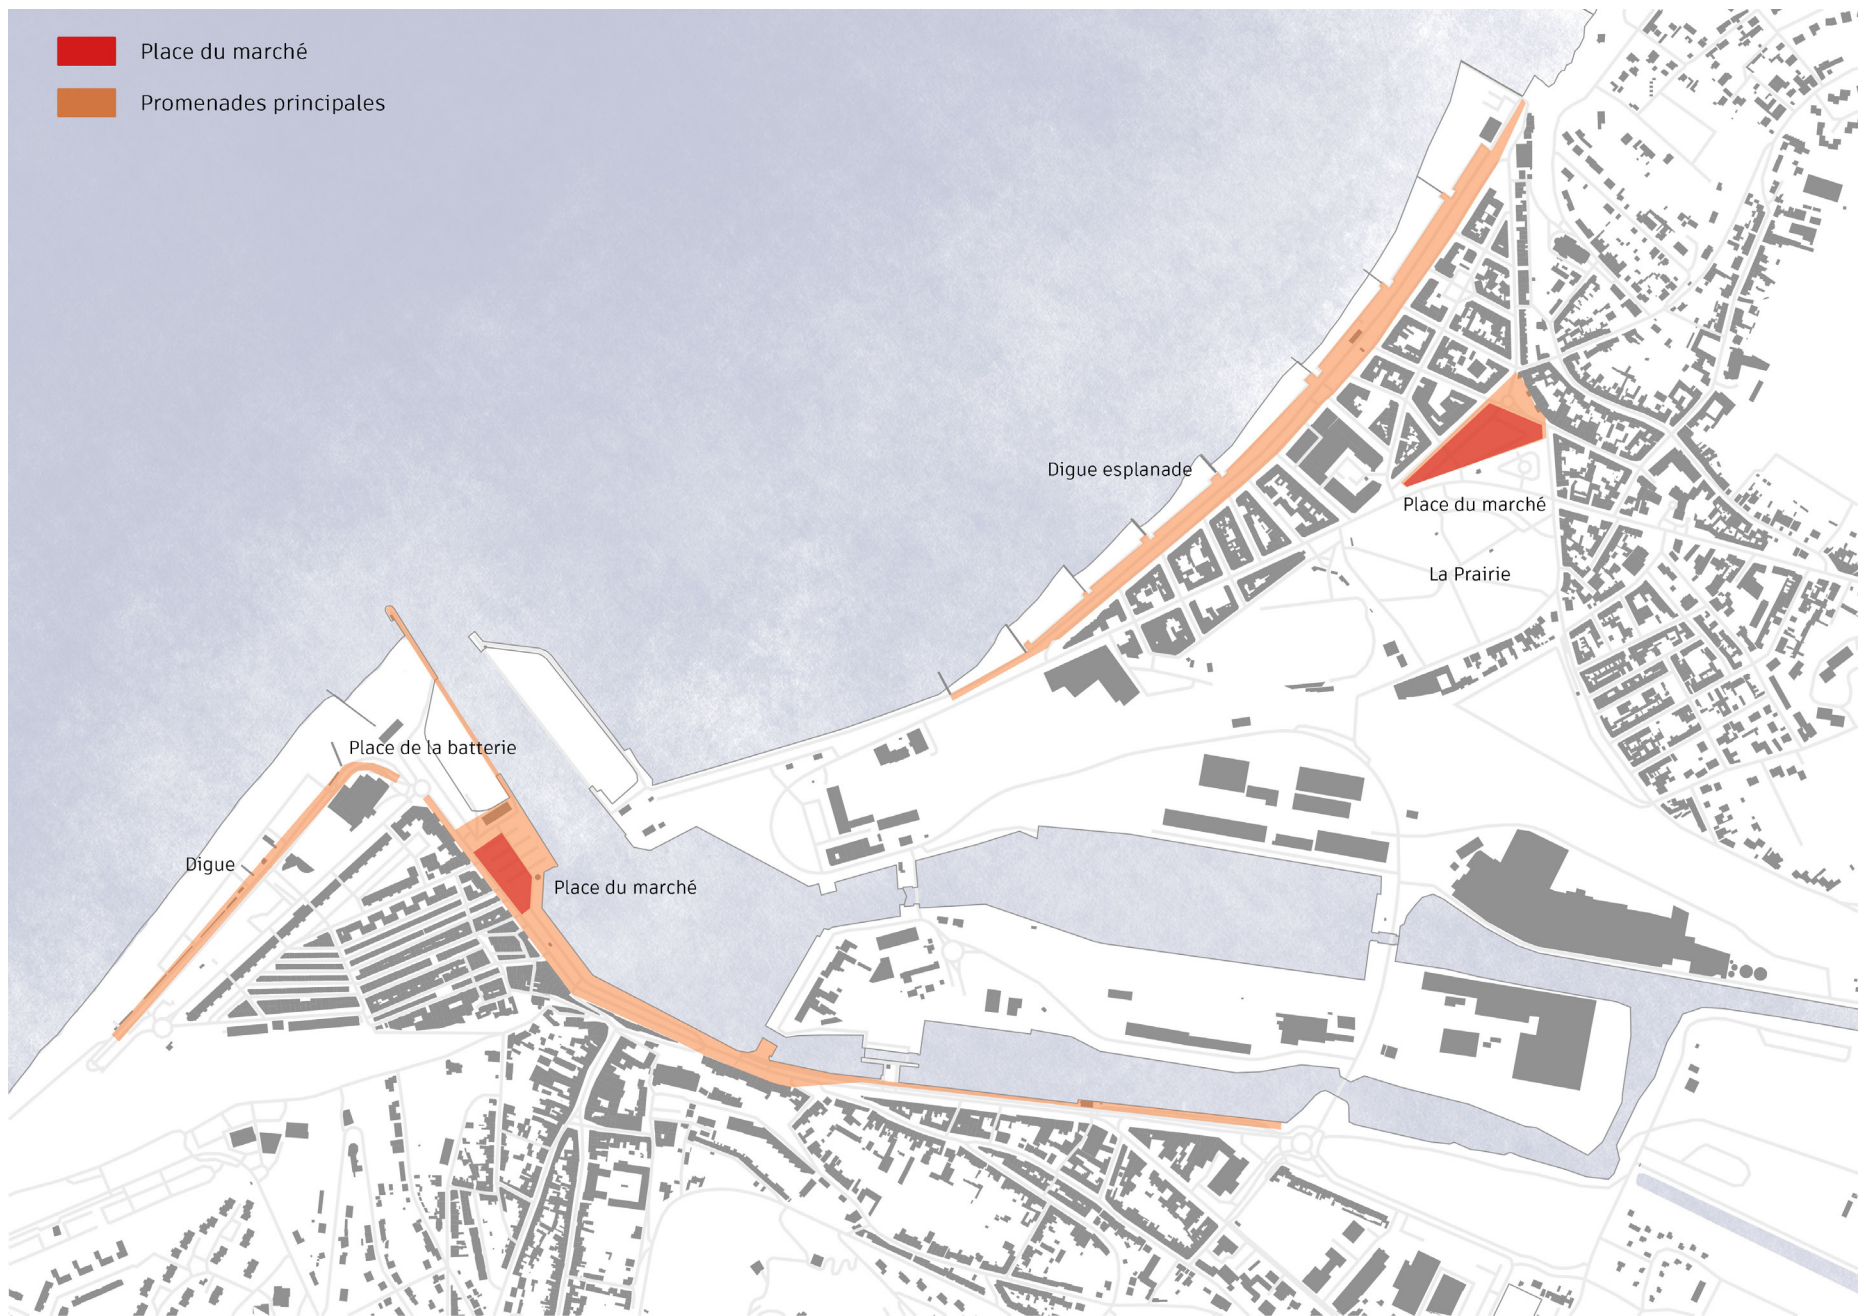 Place du marché
Promenades principales
Digue esplanade
Place du marché
La Prairie
Place de la batterie
Digue
Place du marché